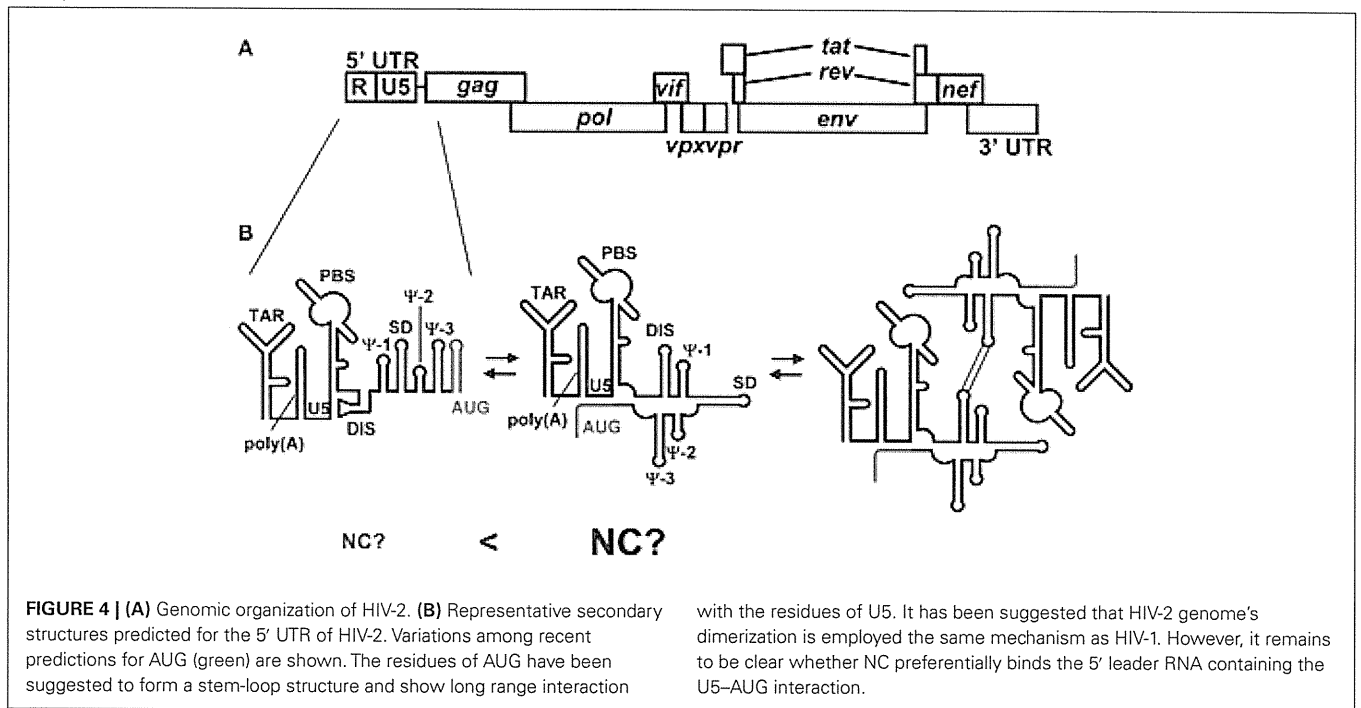 A
5' UTR
R U5 gag
pol
vif
vpxvpr
tat
rev
env
nef
3' UTR
B
TAR
PBS
poly(A)
U5
DIS
Ψ-1
SD
Ψ-2
Ψ-3
AUG
TAR
PBS
poly(A)
U5
DIS
Ψ-1
SD
AUG
Ψ-2
Ψ-3
NC? < NC?
FIGURE 4 | (A) Genomic organization of HIV-2. (B) Representative secondary
structures predicted for the 5′ UTR of HIV-2. Variations among recent
predictions for AUG (green) are shown. The residues of AUG have been
suggested to form a stem-loop structure and show long range interaction
with the residues of U5. It has been suggested that HIV-2 genome's
dimerization is employed the same mechanism as HIV-1. However, it remains
to be clear whether NC preferentially binds the 5′ leader RNA containing the
U5–AUG interaction.